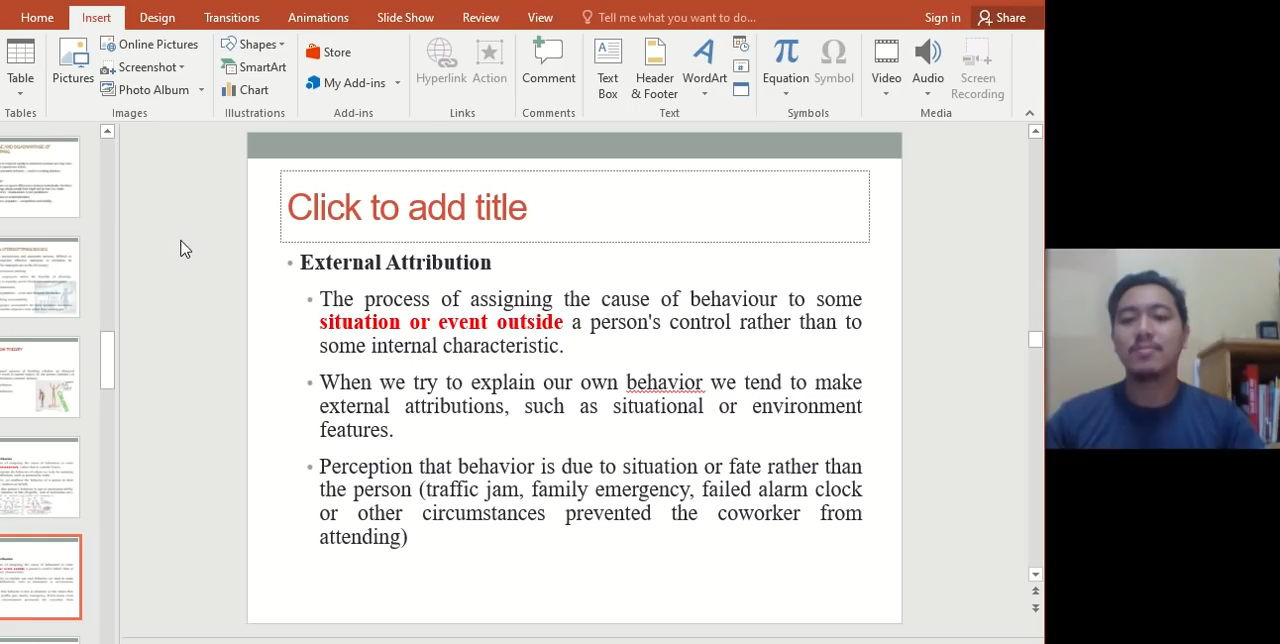 Home Insert Design Transitions Animations Slide Show Review View Tell me what you want to do... Sign in Share
Table
Pictures
Online Pictures
Screenshot
Photo Album
Shapes
SmartArt
Chart
Store
My Add-ins
Hyperlink Action
Comment
Text
Box
Header
& Footer
WordArt
Equation Symbol
Video Audio Screen
Recording
Tables Images Illustrations Add-ins Links Comments Text Symbols Media
Click to add title
External Attribution
The process of assigning the cause of behaviour to some
situation or event outside a person's control rather than to
some internal characteristic.
When we try to explain our own behavior we tend to make
external attributions, such as situational or environment
features.
Perception that behavior is due to situation or fate rather than
the person (traffic jam, family emergency, failed alarm clock
or other circumstances prevented the coworker from
attending)